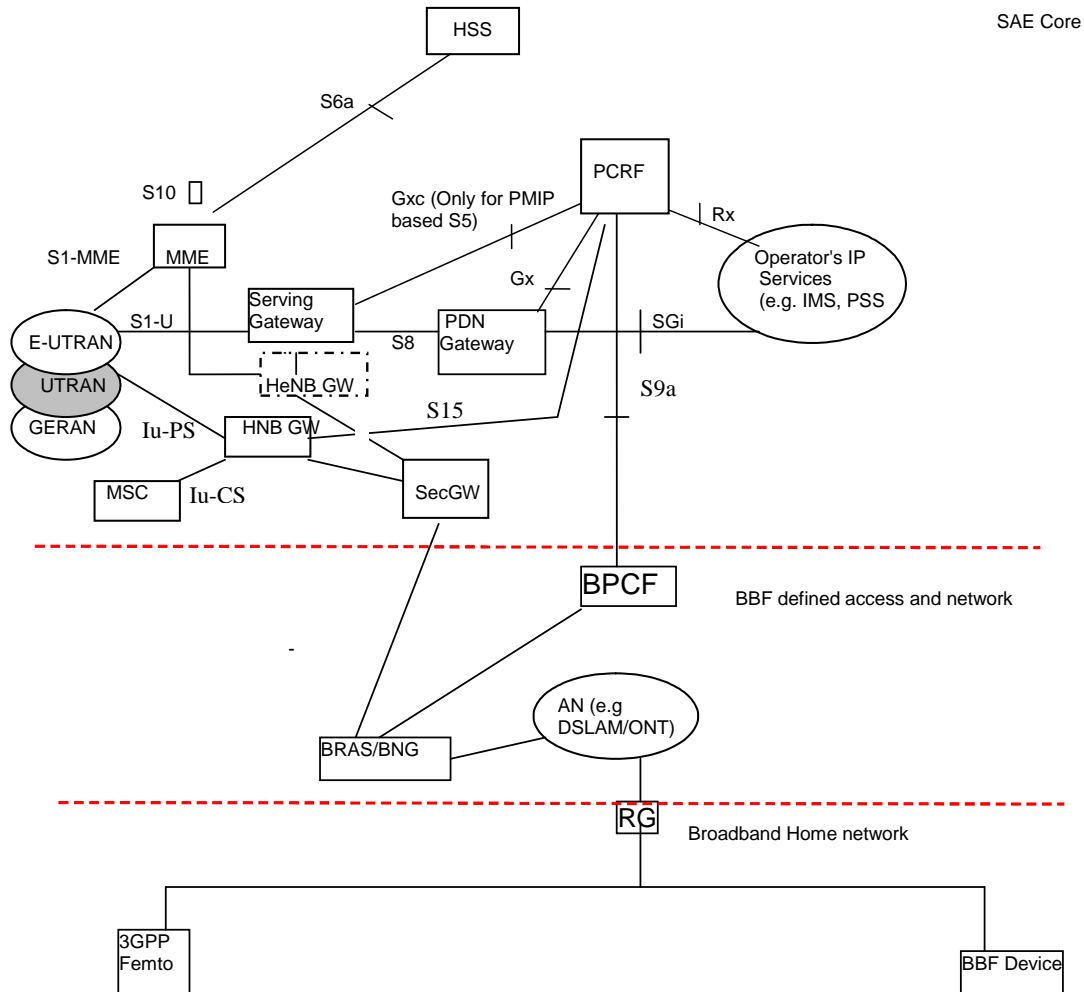 SAE Core
HSS
S6a
PCRF
S10
Gxc (Only for PMIP
based S5)
Rx
S1-MME
MME
Operator's IP
Services
(e.g. IMS, PSS
Gx
Serving
Gateway
S1-U
PDN
Gateway
SGi
E-UTRAN
S8
UTRAN
HeNB GW
S9a
S15
GERAN
Iu-PS
HNB GW
MSC
Iu-CS
SecGW
BPCF
BBF defined access and network
-
AN (e.g
DSLAM/ONT)
BRAS/BNG
RG
Broadband Home network
3GPP
Femto
BBF Device